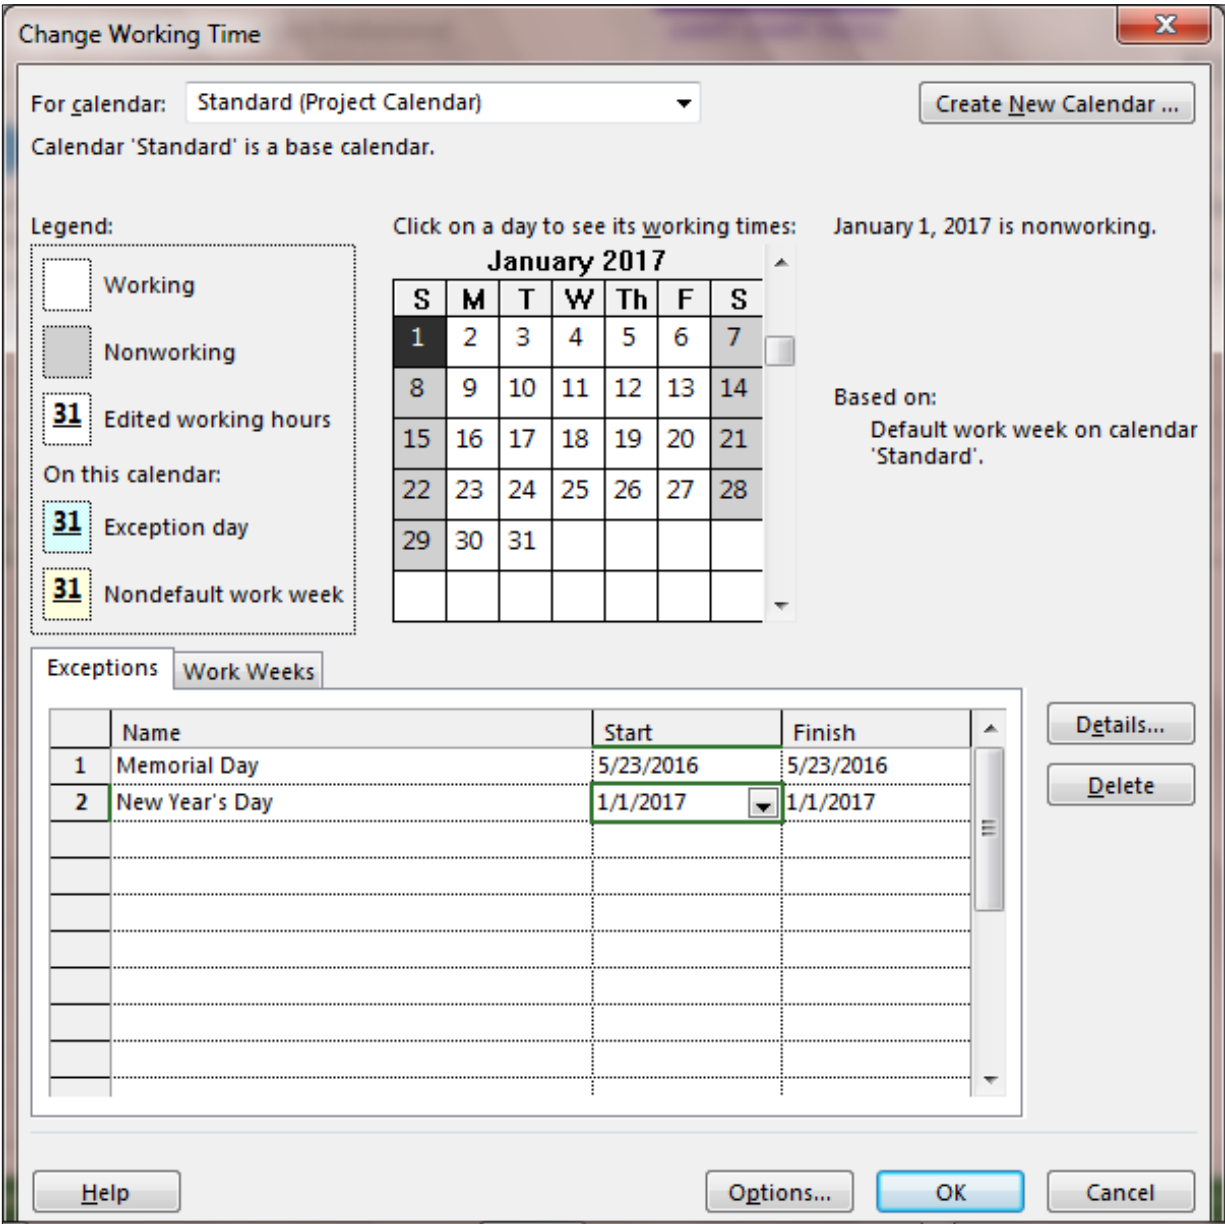 Change Working Time
For calendar: Standard (Project Calendar) Create New Calendar ...
Calendar 'Standard' is a base calendar.
Legend: Click on a day to see its working times: January 1, 2017 is nonworking.
January 2017
Working
S M T W Th F S
1 2 3 4 5 6 7
Nonworking
8 9 10 11 12 13 14
Based on:
31 Edited working hours
Default work week on calendar
15 16 17 18 19 20 21
'Standard'.
On this calendar:
22 23 24 25 26 27 28
31 Exception day
29 30 31
31 Nondefault work week
Exceptions Work Weeks
Name Start Finish Details...
1 Memorial Day 5/23/2016 5/23/2016
2 New Year's Day 1/1/2017 1/1/2017
Delete
Help Options... OK Cancel